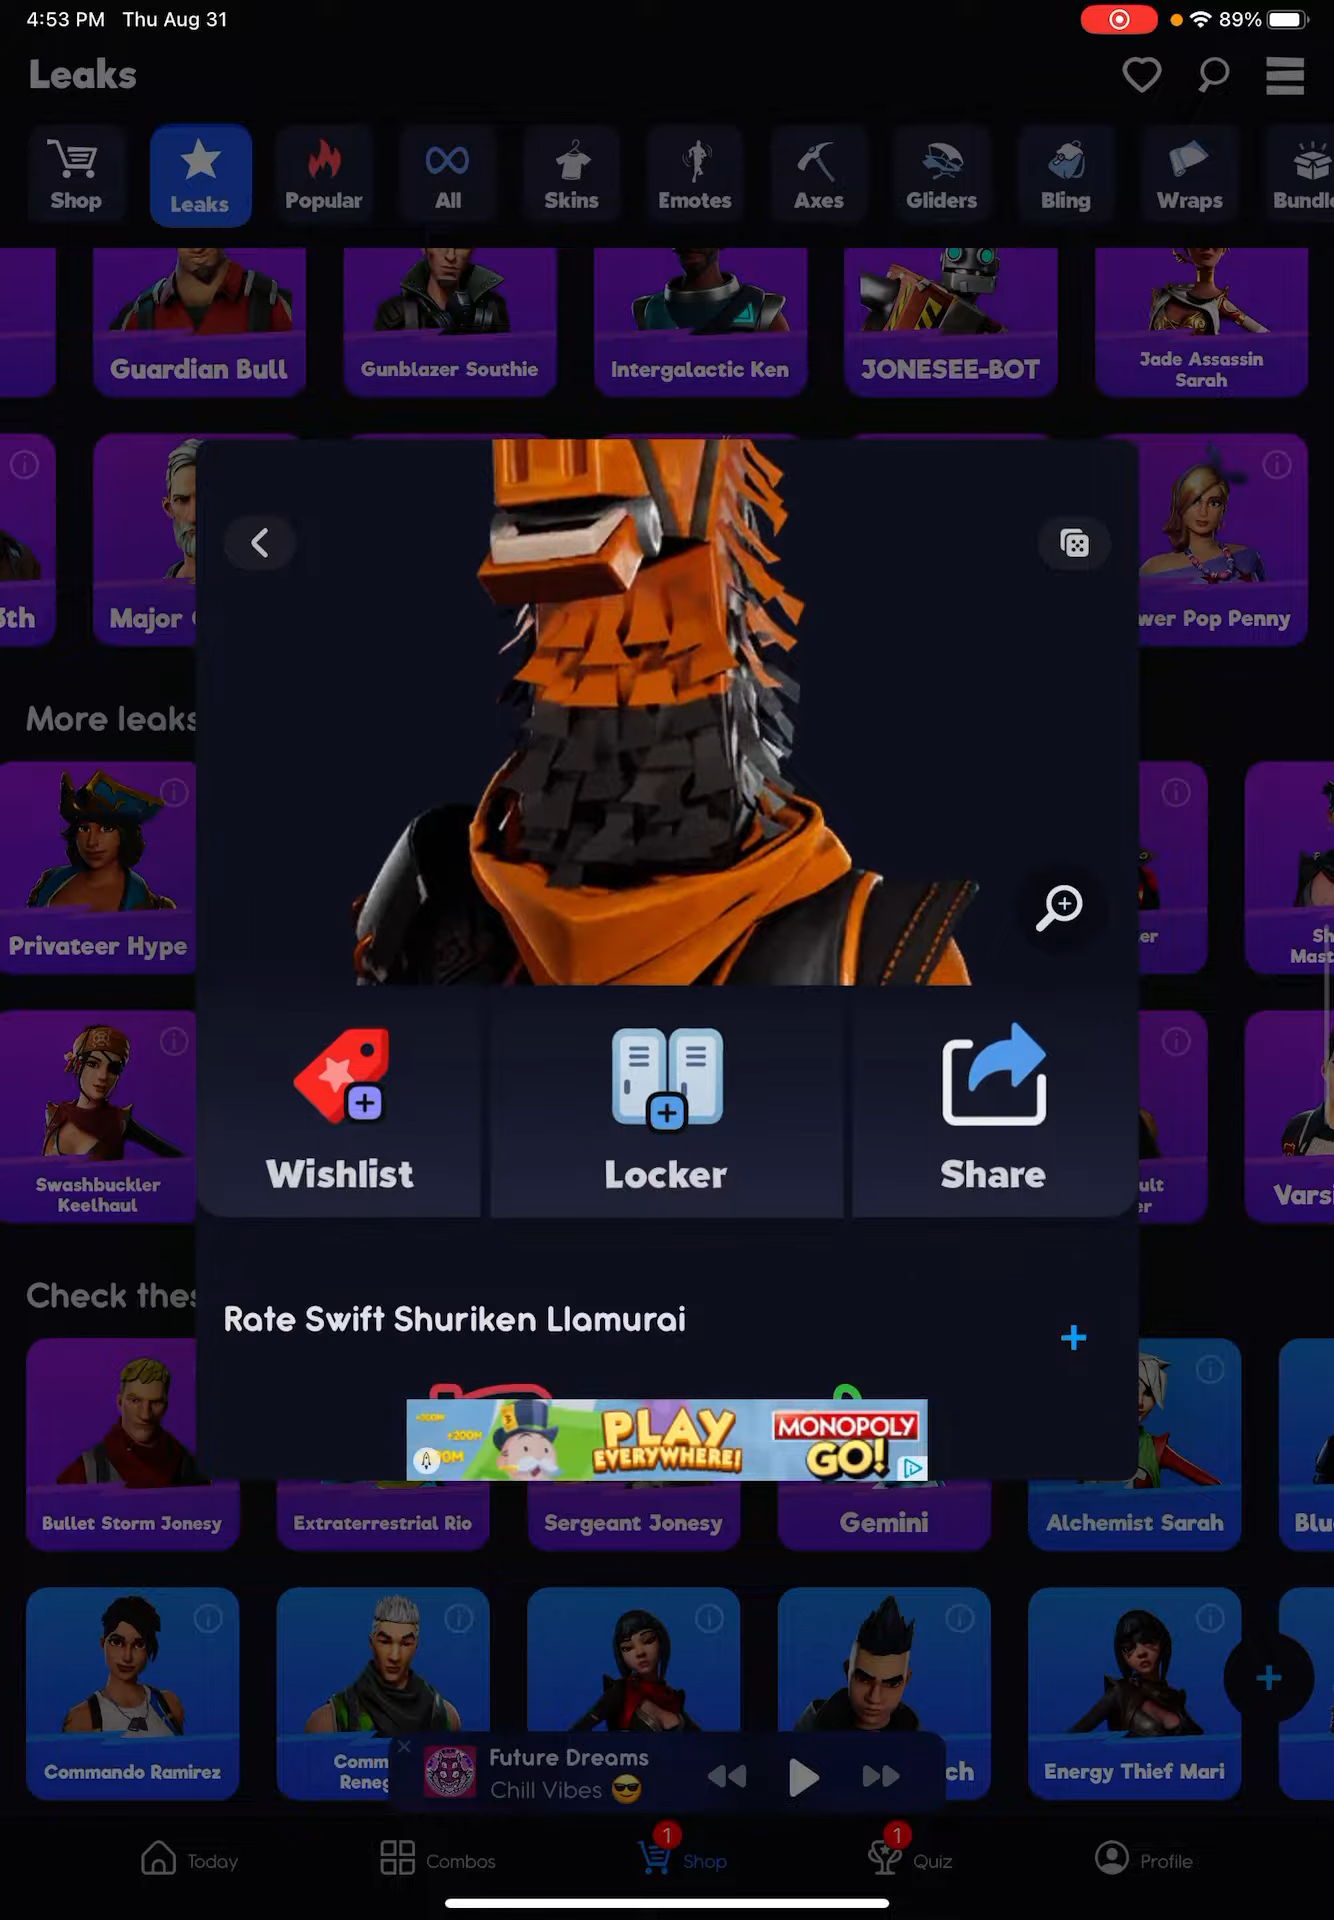 4:53 PM Thu Aug 31
89%
Leaks
Shop
Leaks
Popular
All
Skins
Emotes
Axes
Gliders
Bling
Wraps
Guardian Bull
Gunblazer Southie
Intergalactic Ken
JONESEE-BOT
Jade Assassin
Sarah
Major
Pop Penny
More leaks
Privateer Hype
Swashbuckler
Keelhaul
Wishlist
Locker
Share
Rate Swift Shuriken Llamurai
Check
+200M
PLAY
EVERYWHERE!
MONOPOLY
GO!
Bullet Storm Jonesy
Extraterrestrial Rio
Sergeant Jonesy
Gemini
Alchemist Sarah
Commando Ramirez
Energy Thief Mari
Future Dreams
Chill Vibes 😎
Today
Combos
1
Shop
1
Quiz
Profile